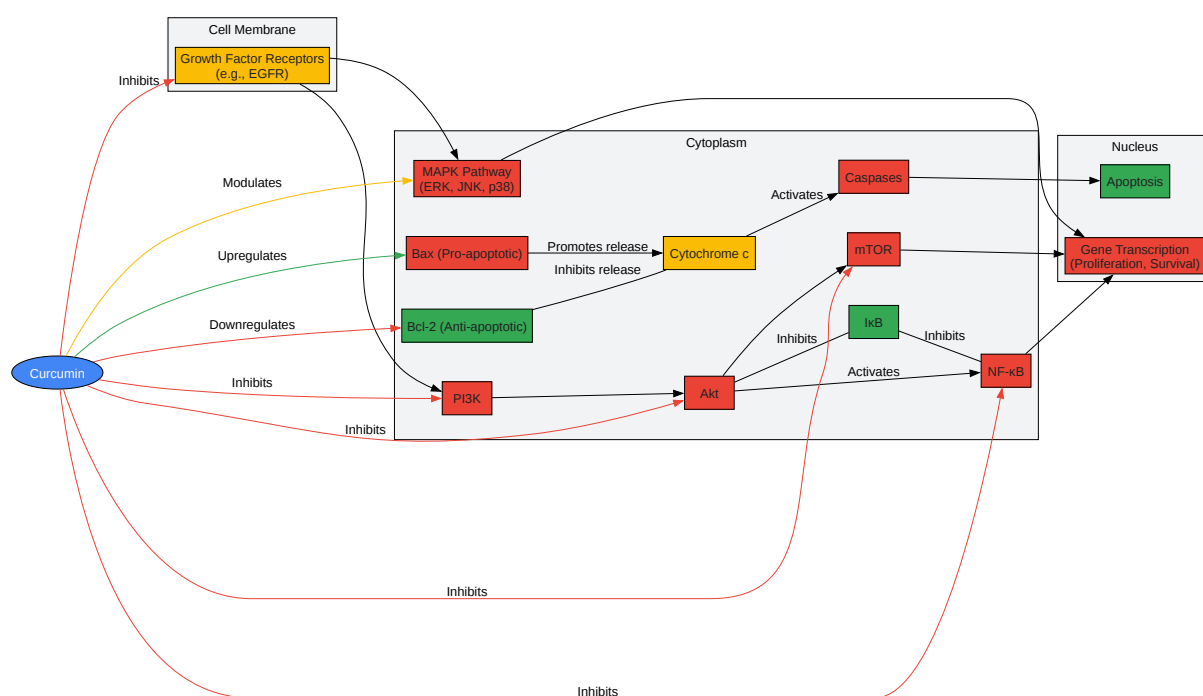 Cell Membrane
Growth Factor Receptors
(e.g., EGFR)
Inhibits
Cytoplasm
Nucleus
MAPK Pathway
(ERK, JNK, p38)
Caspases
Apoptosis
Modulates
Activates
Upregulates
Bax (Pro-apoptotic)
Promotes release
Cytochrome c
mTOR
Gene Transcription
(Proliferation, Survival)
Inhibits release
Downregulates
Bcl-2 (Anti-apoptotic)
IκB
Inhibits
Inhibits
Curcumin
Inhibits
PI3K
Akt
Activates
NF-κB
Inhibits
Inhibits
Inhibits